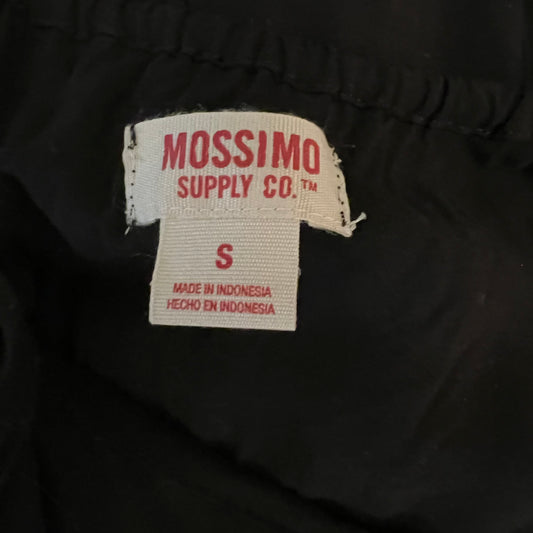 MOSSIMO
SUPPLY CO.™
S
MADE IN INDONESIA
HECHO EN INDONESIA